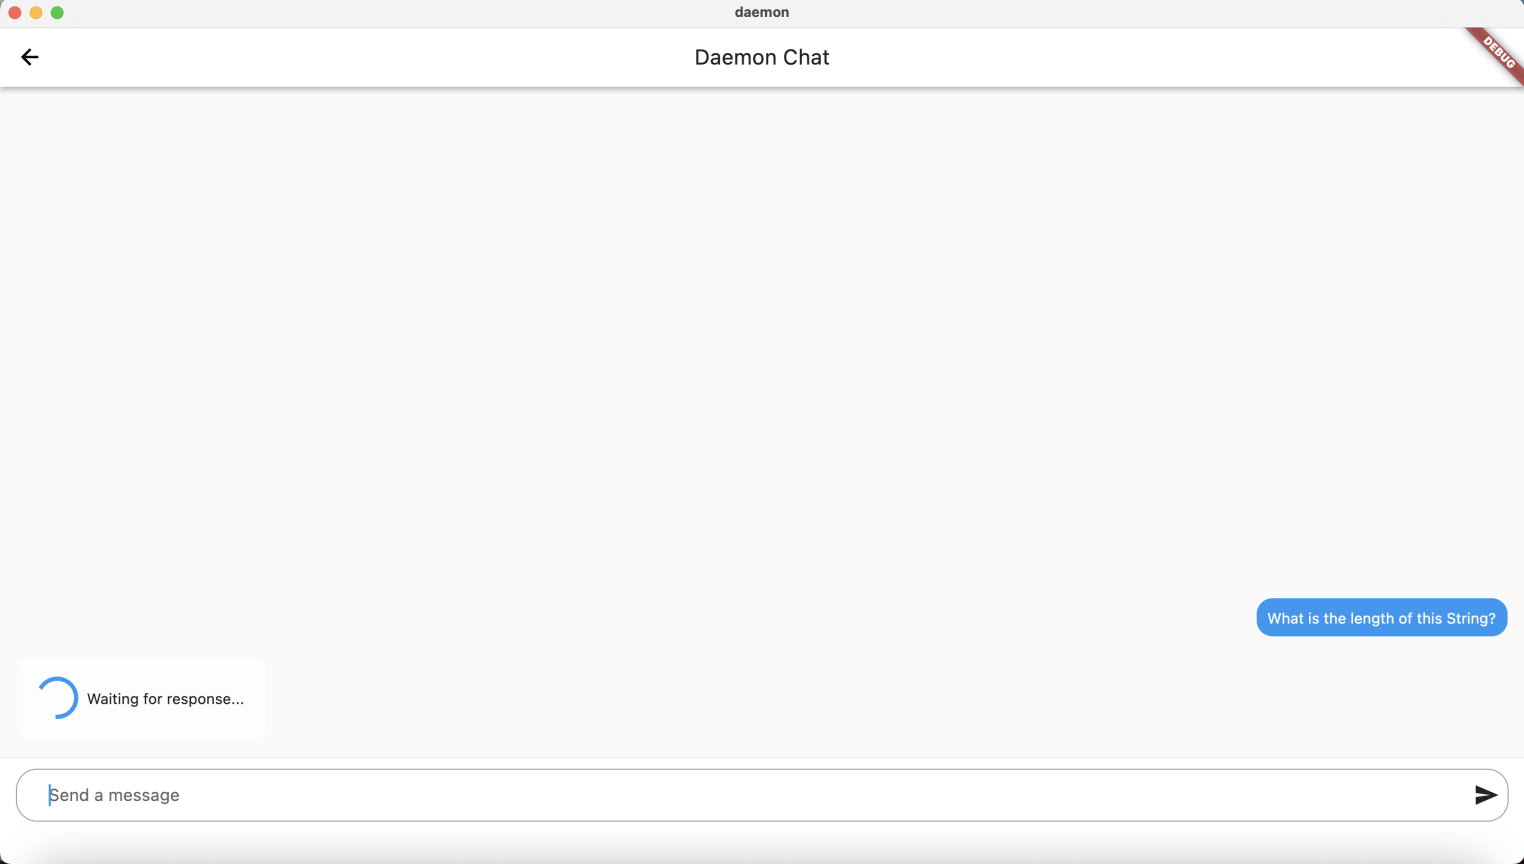 daemon
Daemon Chat
DEBUG
What is the length of this String?
Waiting for response...
Send a message